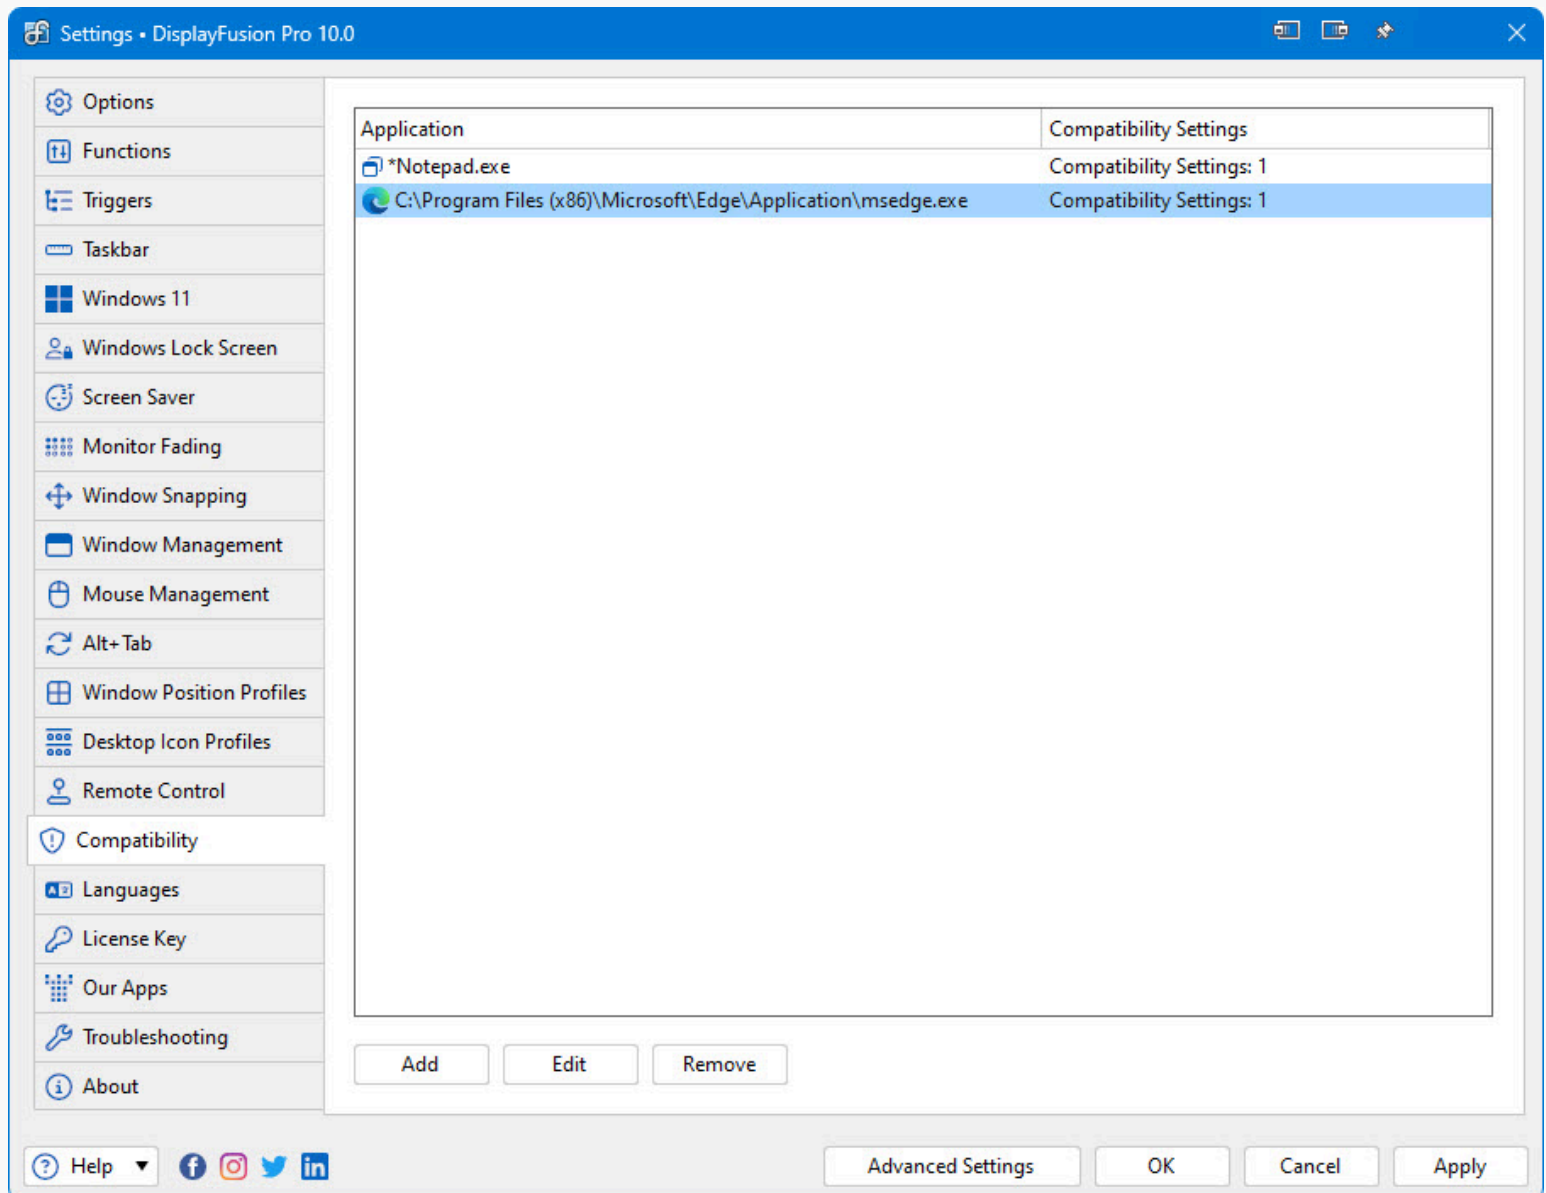 Settings • DisplayFusion Pro 10.0
Options
Functions
Triggers
Taskbar
Windows 11
Windows Lock Screen
Screen Saver
Monitor Fading
Window Snapping
Window Management
Mouse Management
Alt+Tab
Window Position Profiles
Desktop Icon Profiles
Remote Control
Compatibility
Languages
License Key
Our Apps
Troubleshooting
About
Application Compatibility Settings
*Notepad.exe Compatibility Settings: 1
C:\Program Files (x86)\Microsoft\Edge\Application\msedge.exe Compatibility Settings: 1
Add Edit Remove
Help Advanced Settings OK Cancel Apply